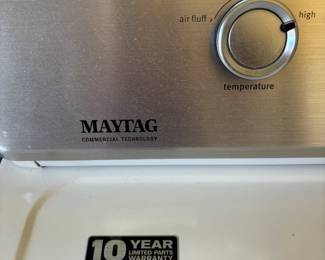 air fluff
high
temperature
MAYTAG
COMMERCIAL TECHNOLOGY
10 YEAR
LIMITED PARTS
WARRANTY